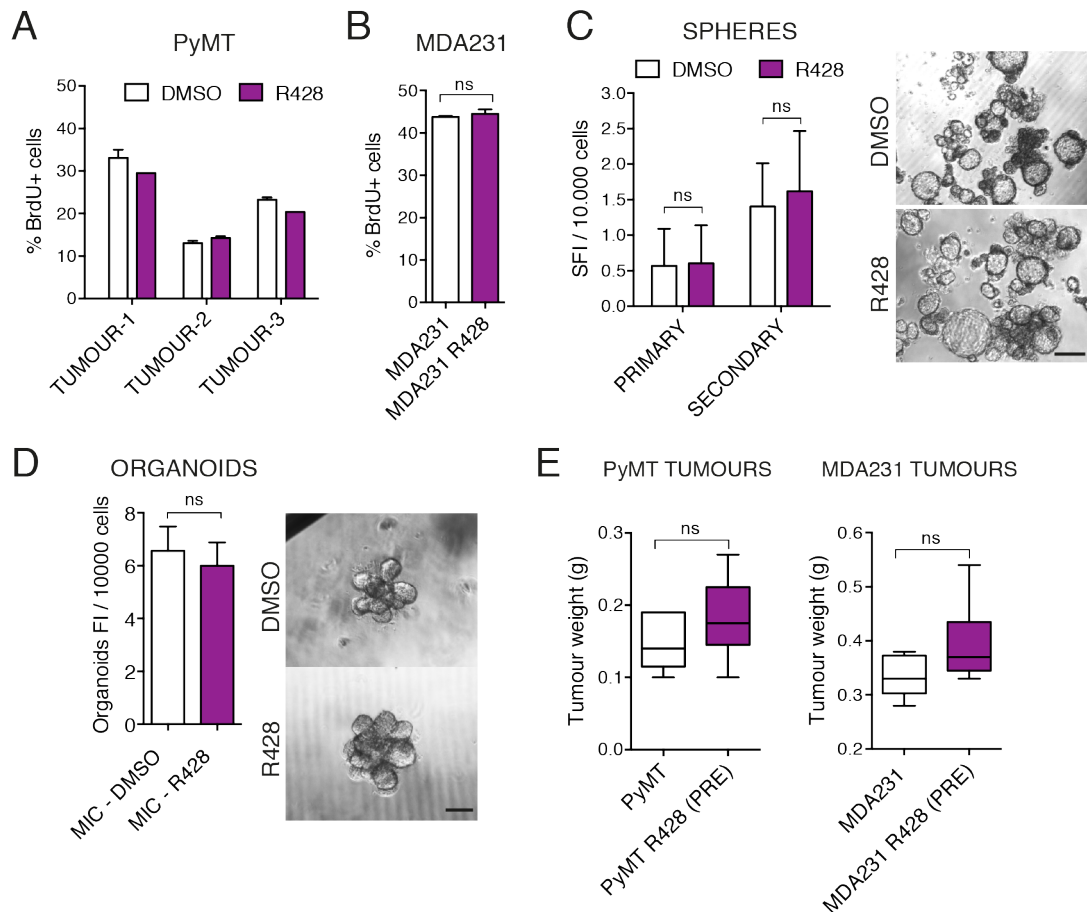 A
PyMT
DMSO R428
% BrdU+ cells
50
40
30
20
10
0
TUMOUR-1
TUMOUR-2
TUMOUR-3
B
MDA231
ns
% BrdU+ cells
50
40
30
20
10
0
MDA231
MDA231 R428
C
SPHERES
DMSO R428
SFI / 10.000 cells
3.0
2.5
2.0
1.5
1.0
0.5
0.0
ns
ns
PRIMARY
SECONDARY
DMSO
R428
D
ORGANOIDS
ns
Organoids FI / 10000 cells
8
6
4
2
0
MIC - DMSO
MIC - R428
DMSO
R428
E
PyMT TUMOURS
ns
Tumour weight (g)
0.3
0.2
0.1
0.0
PyMT
PyMT R428 (PRE)
MDA231 TUMOURS
ns
Tumour weight (g)
0.6
0.5
0.4
0.3
0.2
MDA231
MDA231 R428 (PRE)